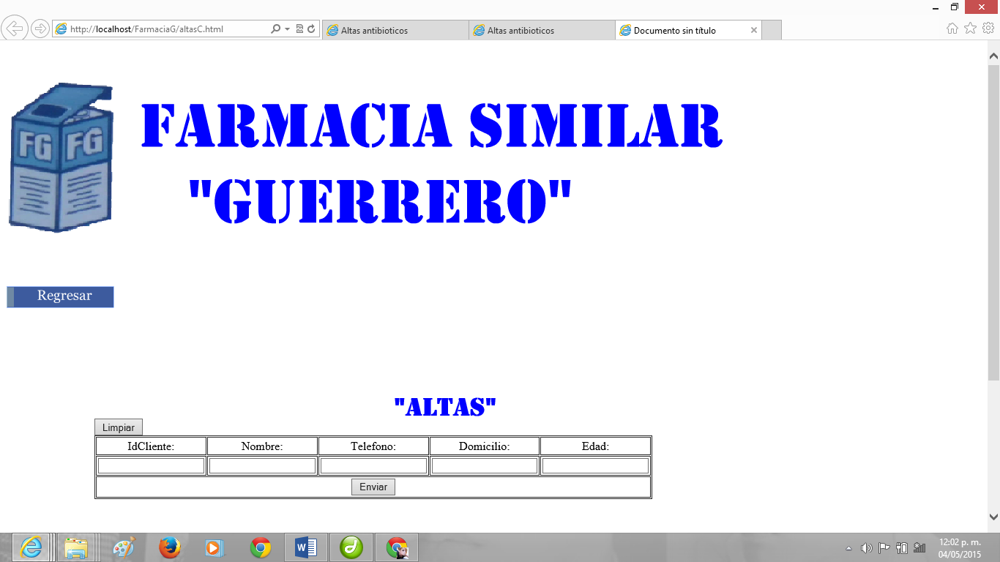 http://localhost/FarmaciaG/altasC.html
Altas antibioticos
Altas antibioticos
Documento sin título
FG FG
FARMACIA SIMILAR
"GUERRERO"
Regresar
"ALTAS"
Limpiar
IdCliente: Nombre: Telefono: Domicilio: Edad:
Enviar
12:02 p. m.
04/05/2015